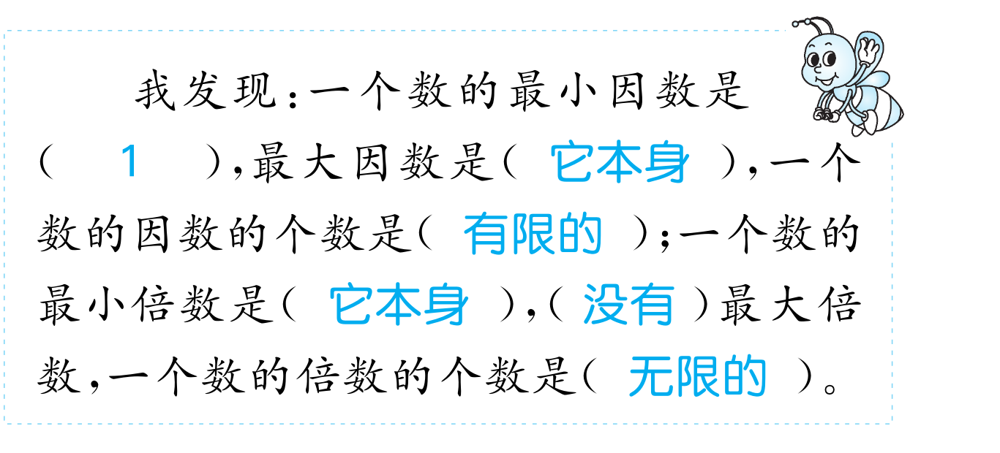 我发现:一个数的最小因数是
( 1 ),最大因数是( 它本身 ),一个
数的因数的个数是( 有限的 );一个数的
最小倍数是( 它本身 ),( 没有 )最大倍
数,一个数的倍数的个数是( 无限的 )。